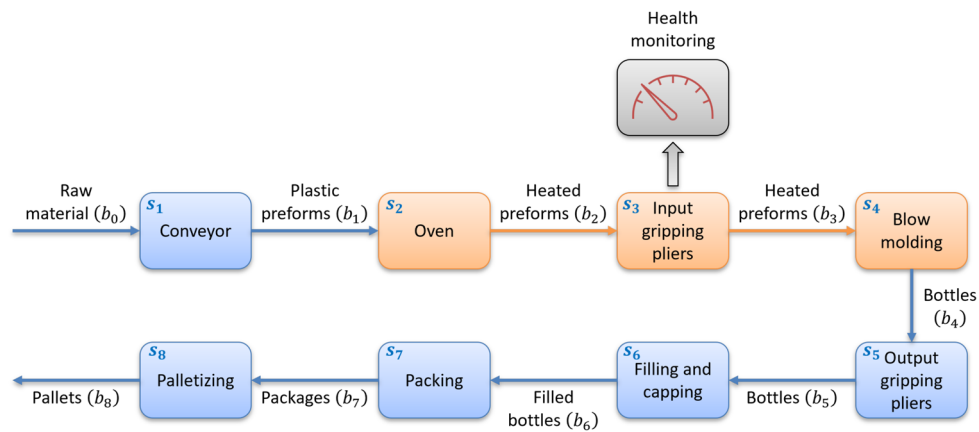 Health
monitoring
Raw
material (b₀)
s₁
Conveyor
Plastic
preforms (b₁)
s₂
Oven
Heated
preforms (b₂)
s₃
Input
gripping
pliers
Heated
preforms (b₃)
s₄
Blow
molding
Bottles
(b₄)
s₈
Palletizing
Pallets (b₈)
s₇
Packing
Packages (b₇)
s₆
Filling and
capping
Filled
bottles (b₆)
s₅
Output
gripping
pliers
Bottles (b₅)